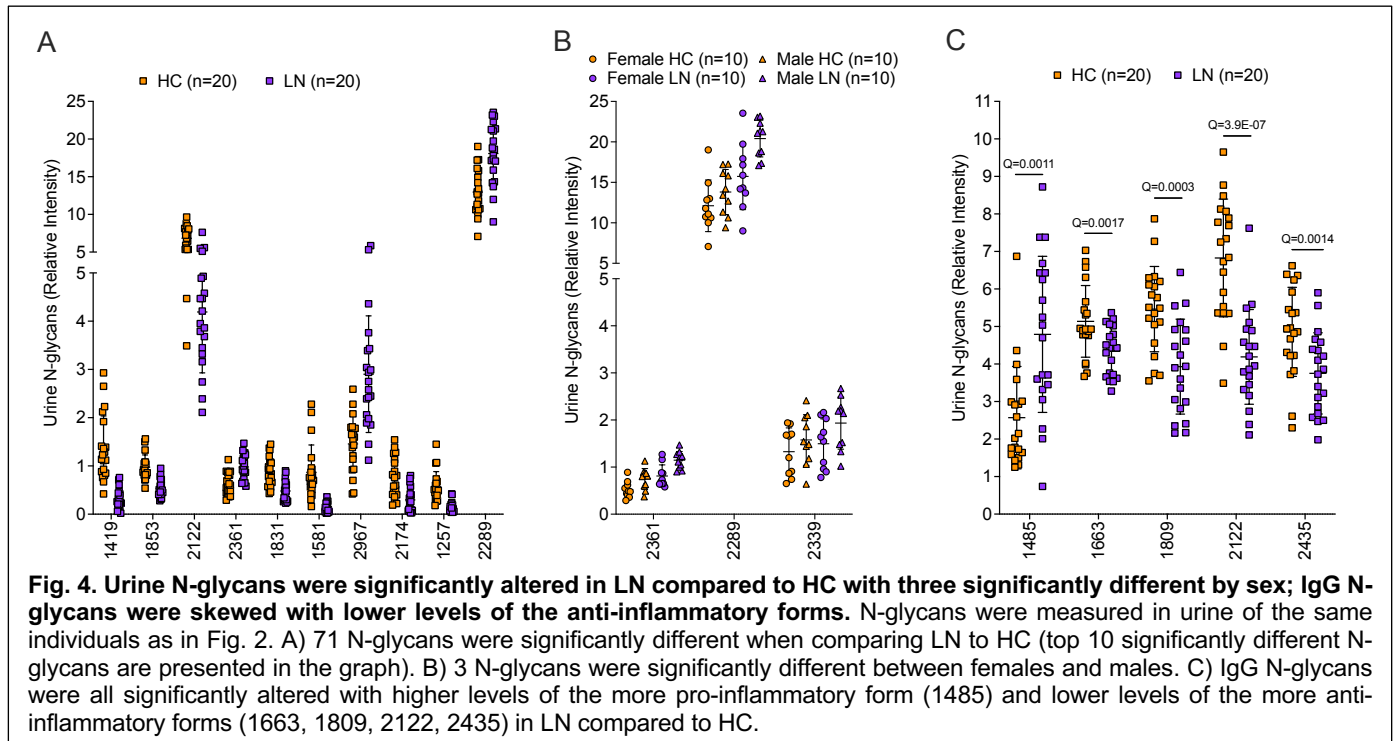 A
HC (n=20) LN (n=20)
Urine N-glycans (Relative Intensity)
25
20
15
10
5
5
4
3
2
1
0
1419 1853 2122 2361 1831 1581 2967 2174 1257 2289
B
Female HC (n=10) Male HC (n=10)
Female LN (n=10) Male LN (n=10)
Urine N-glycans (Relative Intensity)
25
20
15
10
5
5
4
3
2
1
0
2361 2289 2339
C
HC (n=20) LN (n=20)
Urine N-glycans (Relative Intensity)
11
10
9
8
7
6
5
4
3
2
1
0
Q=0.0011
Q=0.0017
Q=0.0003
Q=3.9E-07
Q=0.0014
1485 1663 1809 2122 2435
Fig. 4. Urine N-glycans were significantly altered in LN compared to HC with three significantly different by sex; IgG N-
glycans were skewed with lower levels of the anti-inflammatory forms. N-glycans were measured in urine of the same
individuals as in Fig. 2. A) 71 N-glycans were significantly different when comparing LN to HC (top 10 significantly different N-
glycans are presented in the graph). B) 3 N-glycans were significantly different between females and males. C) IgG N-glycans
were all significantly altered with higher levels of the more pro-inflammatory form (1485) and lower levels of the more anti-
inflammatory forms (1663, 1809, 2122, 2435) in LN compared to HC.